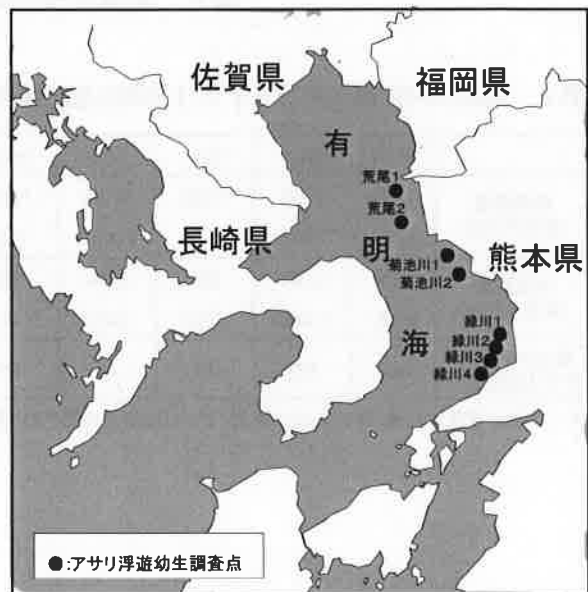 佐賀県
福岡県
有
荒尾1
荒尾2
長崎県
明
菊池川1
熊本県
菊池川2
海
緑川1
緑川2
緑川3
緑川4
●:アサリ浮遊幼生調査点